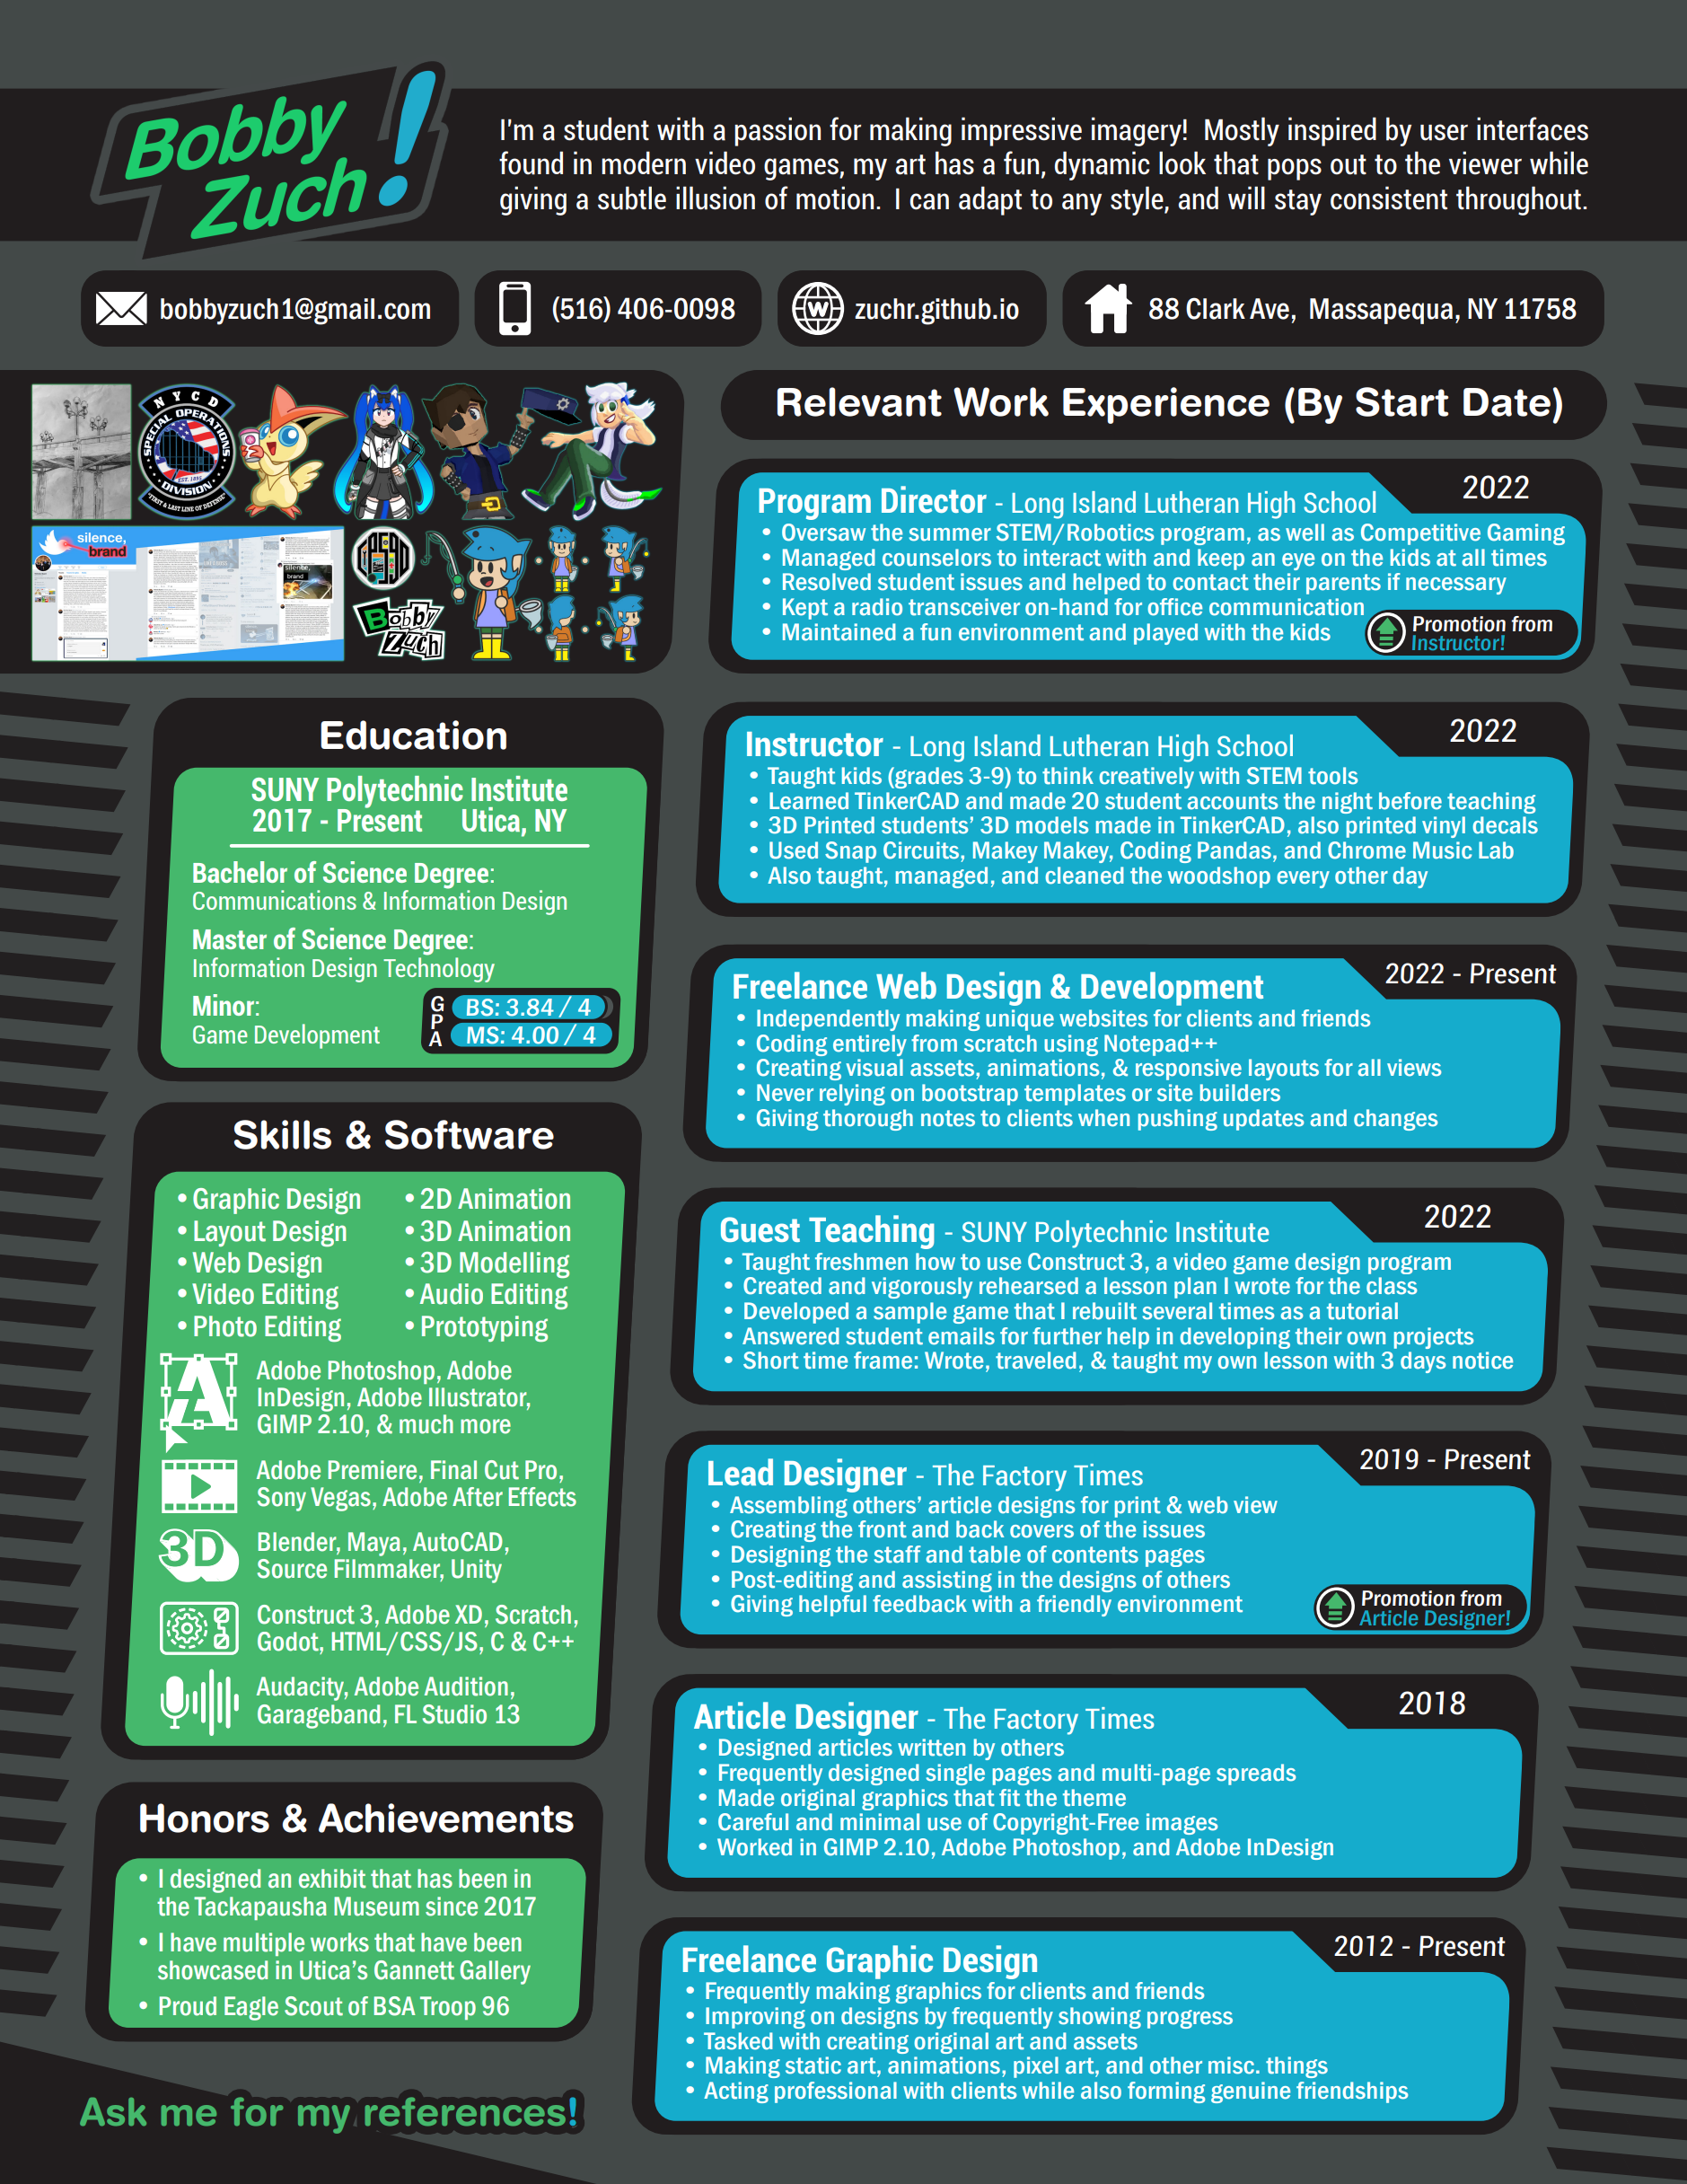 Bobby
Zuch!
I'm a student with a passion for making impressive imagery!  Mostly inspired by user interfaces
found in modern video games, my art has a fun, dynamic look that pops out to the viewer while
giving a subtle illusion of motion.  I can adapt to any style, and will stay consistent throughout.
bobbyzuch1@gmail.com
(516) 406-0098
W
zuchr.github.io
88 Clark Ave,  Massapequa, NY 11758
NYCD
SPECIAL OPERATIONS
EST. 1895
DIVISION
"FIRST & LAST LINE OF DEFENSE"
silence,
brand
silence,
brand
Bobby
Zuch
Education
SUNY Polytechnic Institute
2017 - Present    Utica, NY
Bachelor of Science Degree:
Communications & Information Design
Master of Science Degree:
Information Design Technology
Minor:
Game Development
GPA
BS: 3.84 / 4
MS: 4.00 / 4
Skills & Software
• Graphic Design
• Layout Design
• Web Design
• Video Editing
• Photo Editing
• 2D Animation
• 3D Animation
• 3D Modelling
• Audio Editing
• Prototyping
A
Adobe Photoshop, Adobe
InDesign, Adobe Illustrator,
GIMP 2.10, & much more
Adobe Premiere, Final Cut Pro,
Sony Vegas, Adobe After Effects
3D
Blender, Maya, AutoCAD,
Source Filmmaker, Unity
Construct 3, Adobe XD, Scratch,
Godot, HTML/CSS/JS, C & C++
Audacity, Adobe Audition,
Garageband, FL Studio 13
Honors & Achievements
• I designed an exhibit that has been in
the Tackapausha Museum since 2017
• I have multiple works that have been
showcased in Utica's Gannett Gallery
• Proud Eagle Scout of BSA Troop 96
Ask me for my references!
Relevant Work Experience (By Start Date)
2022
Program Director - Long Island Lutheran High School
• Oversaw the summer STEM/Robotics program, as well as Competitive Gaming
• Managed counselors to interact with and keep an eye on the kids at all times
• Resolved student issues and helped to contact their parents if necessary
• Kept a radio transceiver on-hand for office communication
• Maintained a fun environment and played with the kids
Promotion from
Instructor!
2022
Instructor - Long Island Lutheran High School
• Taught kids (grades 3-9) to think creatively with STEM tools
• Learned TinkerCAD and made 20 student accounts the night before teaching
• 3D Printed students' 3D models made in TinkerCAD, also printed vinyl decals
• Used Snap Circuits, Makey Makey, Coding Pandas, and Chrome Music Lab
• Also taught, managed, and cleaned the woodshop every other day
2022 - Present
Freelance Web Design & Development
• Independently making unique websites for clients and friends
• Coding entirely from scratch using Notepad++
• Creating visual assets, animations, & responsive layouts for all views
• Never relying on bootstrap templates or site builders
• Giving thorough notes to clients when pushing updates and changes
2022
Guest Teaching - SUNY Polytechnic Institute
• Taught freshmen how to use Construct 3, a video game design program
• Created and vigorously rehearsed a lesson plan I wrote for the class
• Developed a sample game that I rebuilt several times as a tutorial
• Answered student emails for further help in developing their own projects
• Short time frame: Wrote, traveled, & taught my own lesson with 3 days notice
2019 - Present
Lead Designer - The Factory Times
• Assembling others' article designs for print & web view
• Creating the front and back covers of the issues
• Designing the staff and table of contents pages
• Post-editing and assisting in the designs of others
• Giving helpful feedback with a friendly environment
Promotion from
Article Designer!
2018
Article Designer - The Factory Times
• Designed articles written by others
• Frequently designed single pages and multi-page spreads
• Made original graphics that fit the theme
• Careful and minimal use of Copyright-Free images
• Worked in GIMP 2.10, Adobe Photoshop, and Adobe InDesign
2012 - Present
Freelance Graphic Design
• Frequently making graphics for clients and friends
• Improving on designs by frequently showing progress
• Tasked with creating original art and assets
• Making static art, animations, pixel art, and other misc. things
• Acting professional with clients while also forming genuine friendships